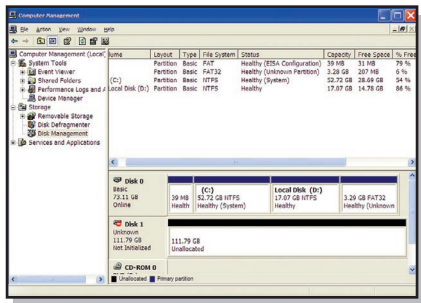 Computer Management
File Action View Window Help
Computer Management (Local)
System Tools
Event Viewer
Shared Folders
Performance Logs and A
Device Manager
Storage
Removable Storage
Disk Defragmenter
Disk Management
Services and Applications
lume Layout Type File System Status Capacity Free Space % Free
Partition Basic FAT Healthy (EISA Configuration) 39 MB 31 MB 79 %
Partition Basic FAT32 Healthy (Unknown Partition) 3.28 GB 207 MB 6 %
(C:) Partition Basic NTFS Healthy (System) 52.72 GB 28.69 GB 54 %
Local Disk (D:) Partition Basic NTFS Healthy 17.07 GB 14.78 GB 86 %
Disk 0
Basic
73.11 GB
Online
39 MB
Health
(C:)
52.72 GB NTFS
Healthy (System)
Local Disk (D:)
17.07 GB NTFS
Healthy
3.29 GB FAT32
Healthy (Unknown
Disk 1
Unknown
111.79 GB
Not Initialized
111.79 GB
Unallocated
CD-ROM 0
Unallocated Primary partition